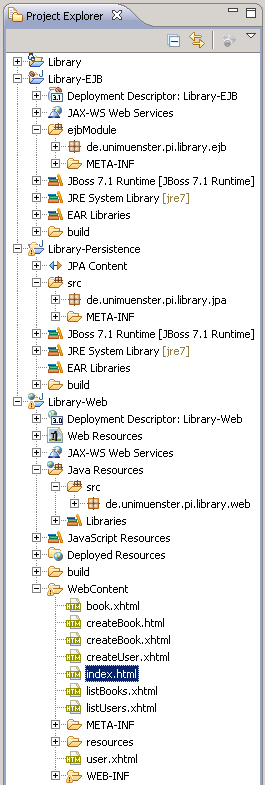 Project Explorer
Library
Library-EJB
3.1 Deployment Descriptor: Library-EJB
JAX-WS Web Services
ejbModule
de.unimuenster.pi.library.ejb
META-INF
JBoss 7.1 Runtime [JBoss 7.1 Runtime]
JRE System Library [jre7]
EAR Libraries
build
Library-Persistence
JPA Content
src
de.unimuenster.pi.library.jpa
META-INF
JBoss 7.1 Runtime [JBoss 7.1 Runtime]
JRE System Library [jre7]
EAR Libraries
build
Library-Web
3.0 Deployment Descriptor: Library-Web
Web Resources
JAX-WS Web Services
Java Resources
src
de.unimuenster.pi.library.web
Libraries
JavaScript Resources
Deployed Resources
build
WebContent
book.xhtml
createBook.html
createBook.xhtml
createUser.xhtml
index.html
listBooks.xhtml
listUsers.xhtml
META-INF
resources
user.xhtml
WEB-INF